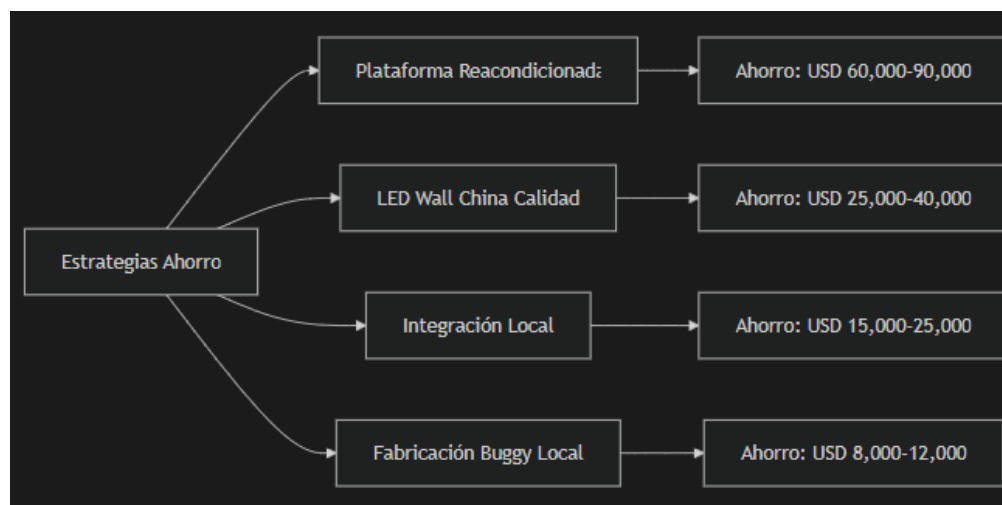 Plataforma Reacondicionada
Ahorro: USD 60,000-90,000
LED Wall China Calidad
Ahorro: USD 25,000-40,000
Estrategias Ahorro
Integración Local
Ahorro: USD 15,000-25,000
Fabricación Buggy Local
Ahorro: USD 8,000-12,000